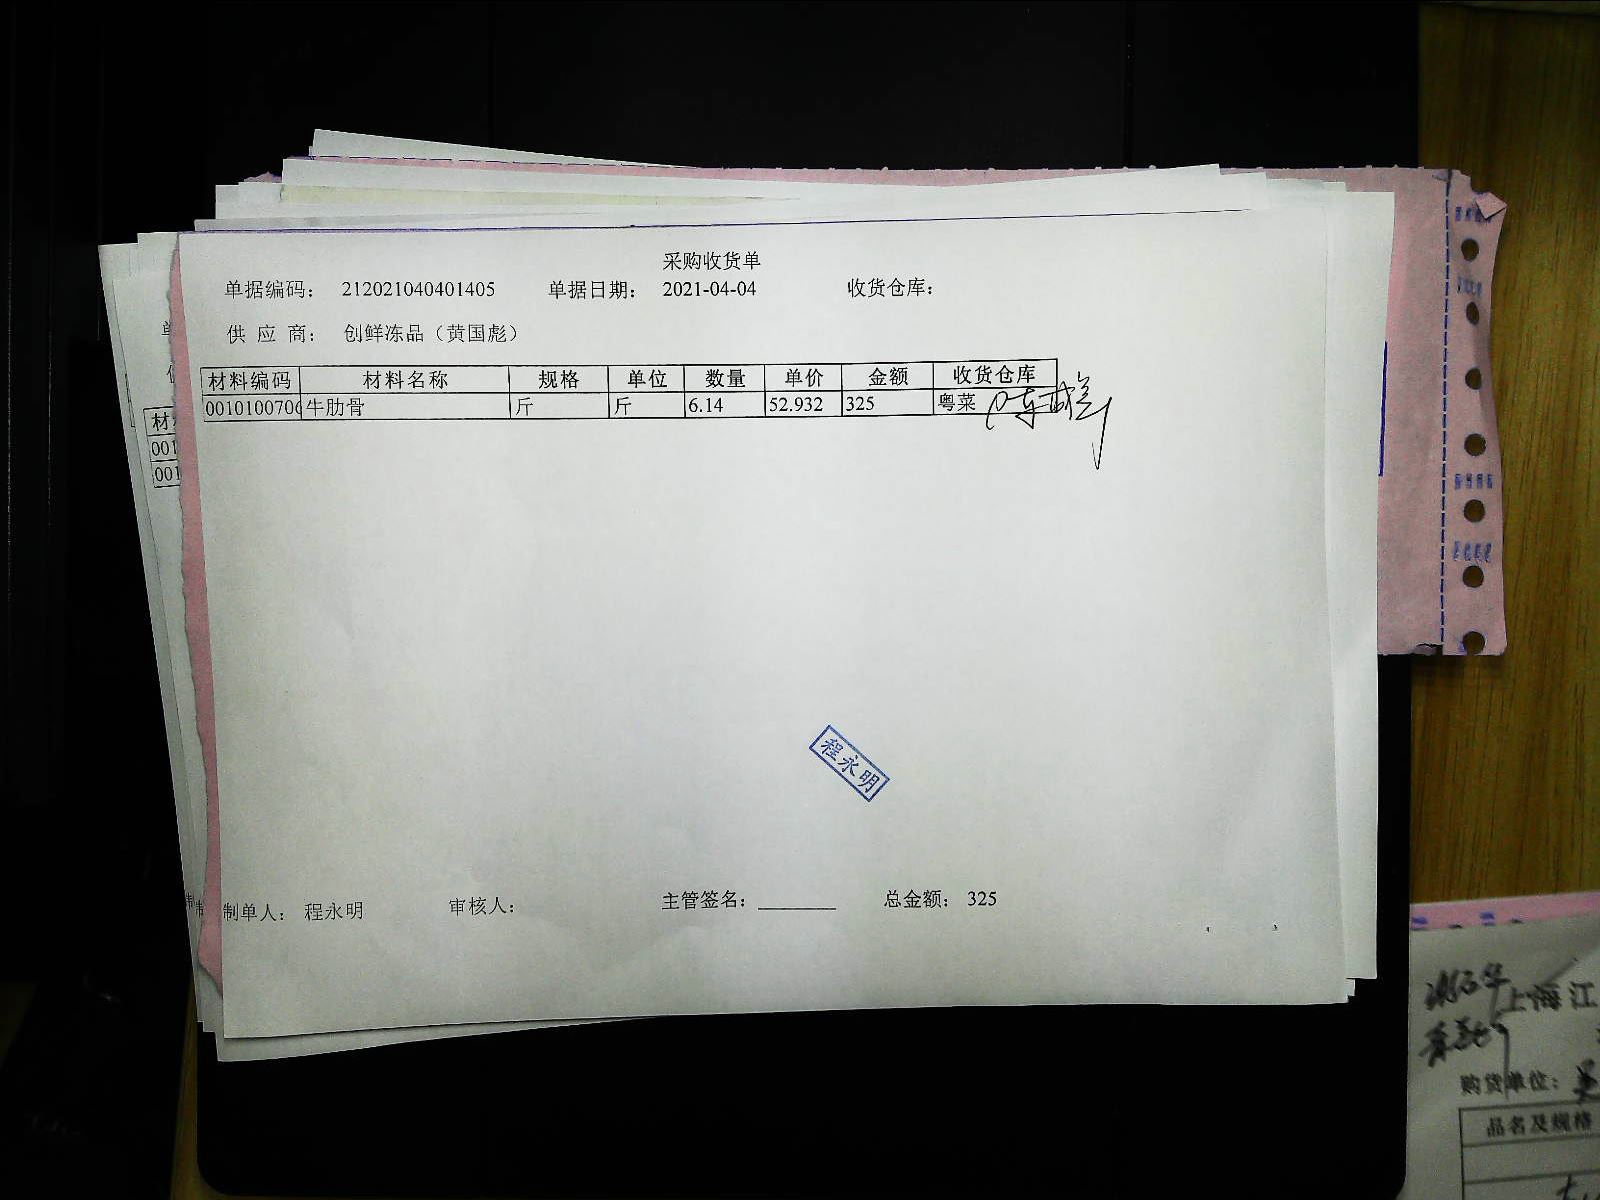 采购收货单
单据编码： 212021040401405 单据日期： 2021-04-04 收货仓库：
供 应 商： 创鲜冻品（黄国彪）
材料编码 材料名称 规格 单位 数量 单价 金额 收货仓库
0010100706 牛肋骨 斤 斤 6.14 52.932 325 粤菜
程永明
制单人： 程永明 审核人： 主管签名： 总金额： 325
材
001
001
上海江
购货单位：
品名及规格